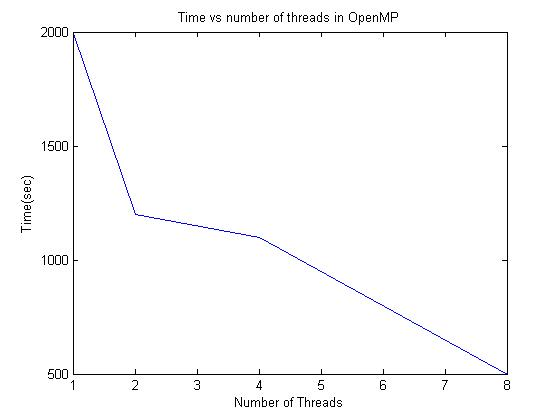 Time vs number of threads in OpenMP
2000
1500
1000
500
Time(sec)
1 2 3 4 5 6 7 8
Number of Threads